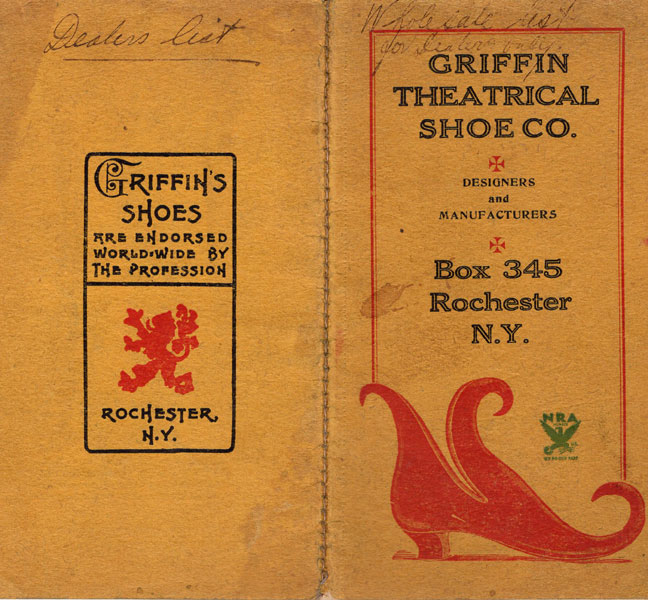 Dealers list
GRIFFIN'S
SHOES
ARE ENDORSED
WORLD-WIDE BY
THE PROFESSION
ROCHESTER,
N.Y.
Wholesale list
for Dealers only.
GRIFFIN
THEATRICAL
SHOE CO.
DESIGNERS
and
MANUFACTURERS
Box 345
Rochester
N.Y.
NRA